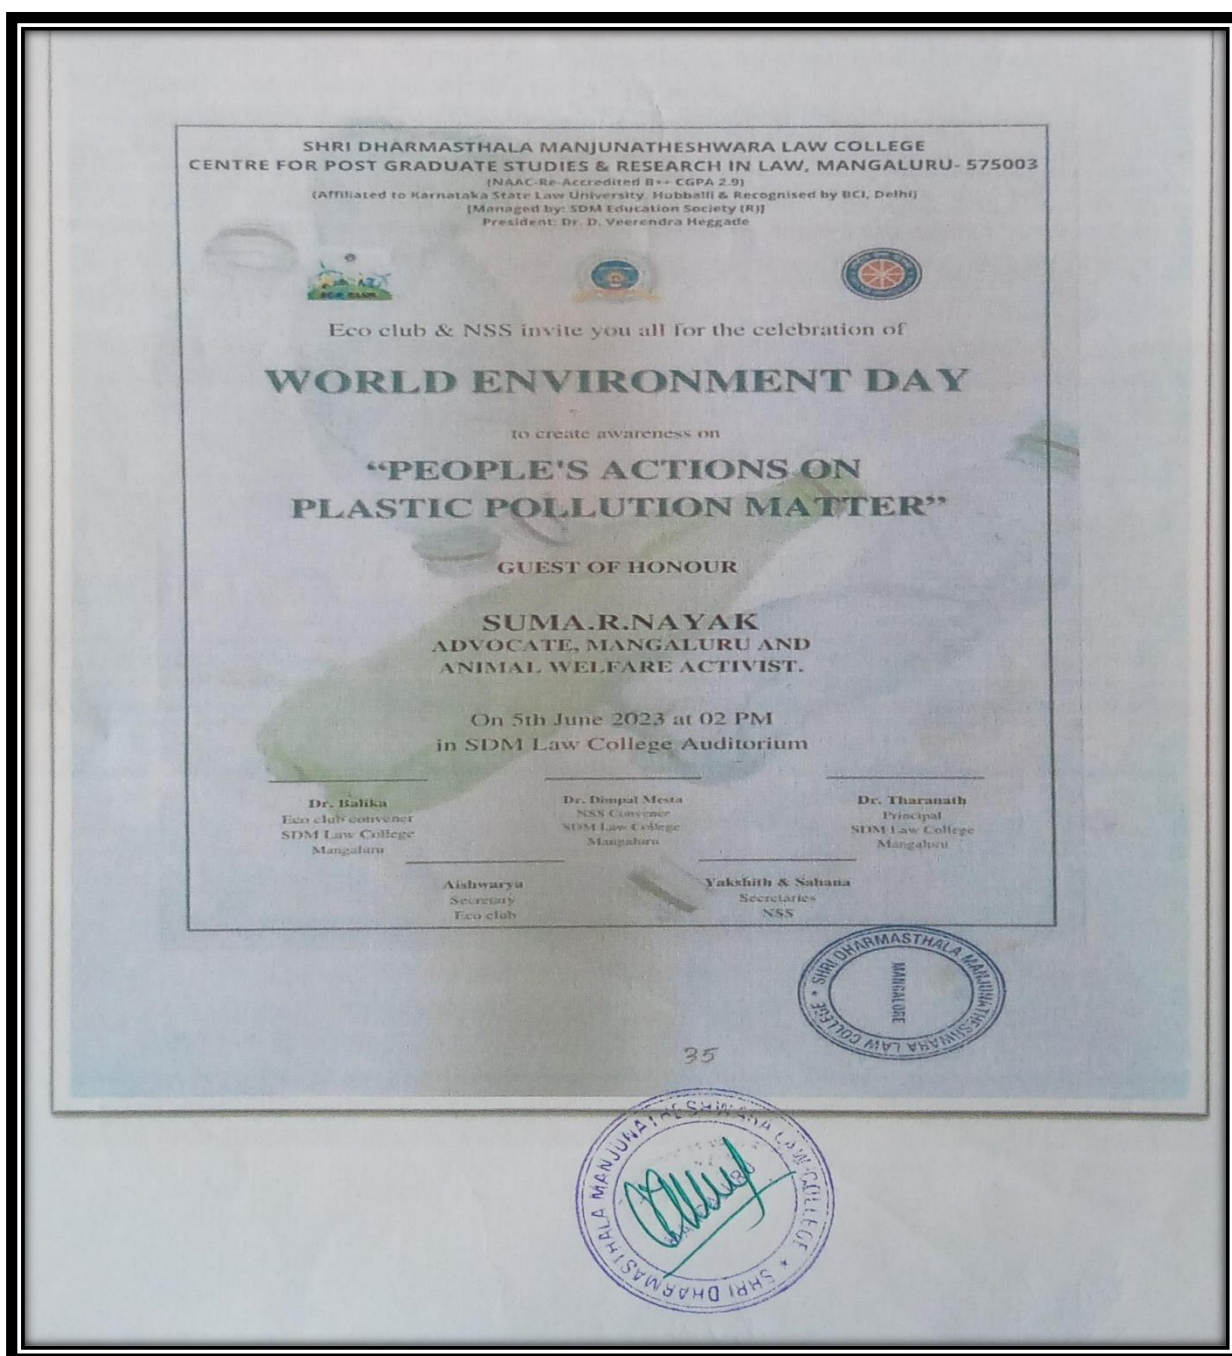 SHRI DHARMASTHALA MANJUNATHESHWARA LAW COLLEGE
CENTRE FOR POST GRADUATE STUDIES & RESEARCH IN LAW, MANGALURU- 575003
(NAAC-Re-Accredited B++ CGPA 2.9)
(Affiliated to Karnataka State Law University, Hubballi & Recognised by BCI, Delhi)
[Managed by: SDM Education Society (R)]
President: Dr. D. Veerendra Heggade
ECO CLUB
Eco club & NSS invite you all for the celebration of
WORLD ENVIRONMENT DAY
to create awareness on
“PEOPLE'S ACTIONS ON
PLASTIC POLLUTION MATTER”
GUEST OF HONOUR
SUMA.R.NAYAK
ADVOCATE, MANGALURU AND
ANIMAL WELFARE ACTIVIST.
On 5th June 2023 at 02 PM
in SDM Law College Auditorium
Dr. Balika
Eco club convener
SDM Law College
Mangaluru
Dr. Dimpal Mesta
NSS Convener
SDM Law College
Mangaluru
Dr. Tharanath
Principal
SDM Law College
Mangaluru
Aishwarya
Secretary
Eco club
Yakshith & Sahana
Secretaries
NSS
SHRI DHARMASTHALA MANJUNATHESHWARA LAW COLLEGE *
MANGALORE
35
SHRI DHARMASTHALA MANJUNATHESHWARA LAW COLLEGE *